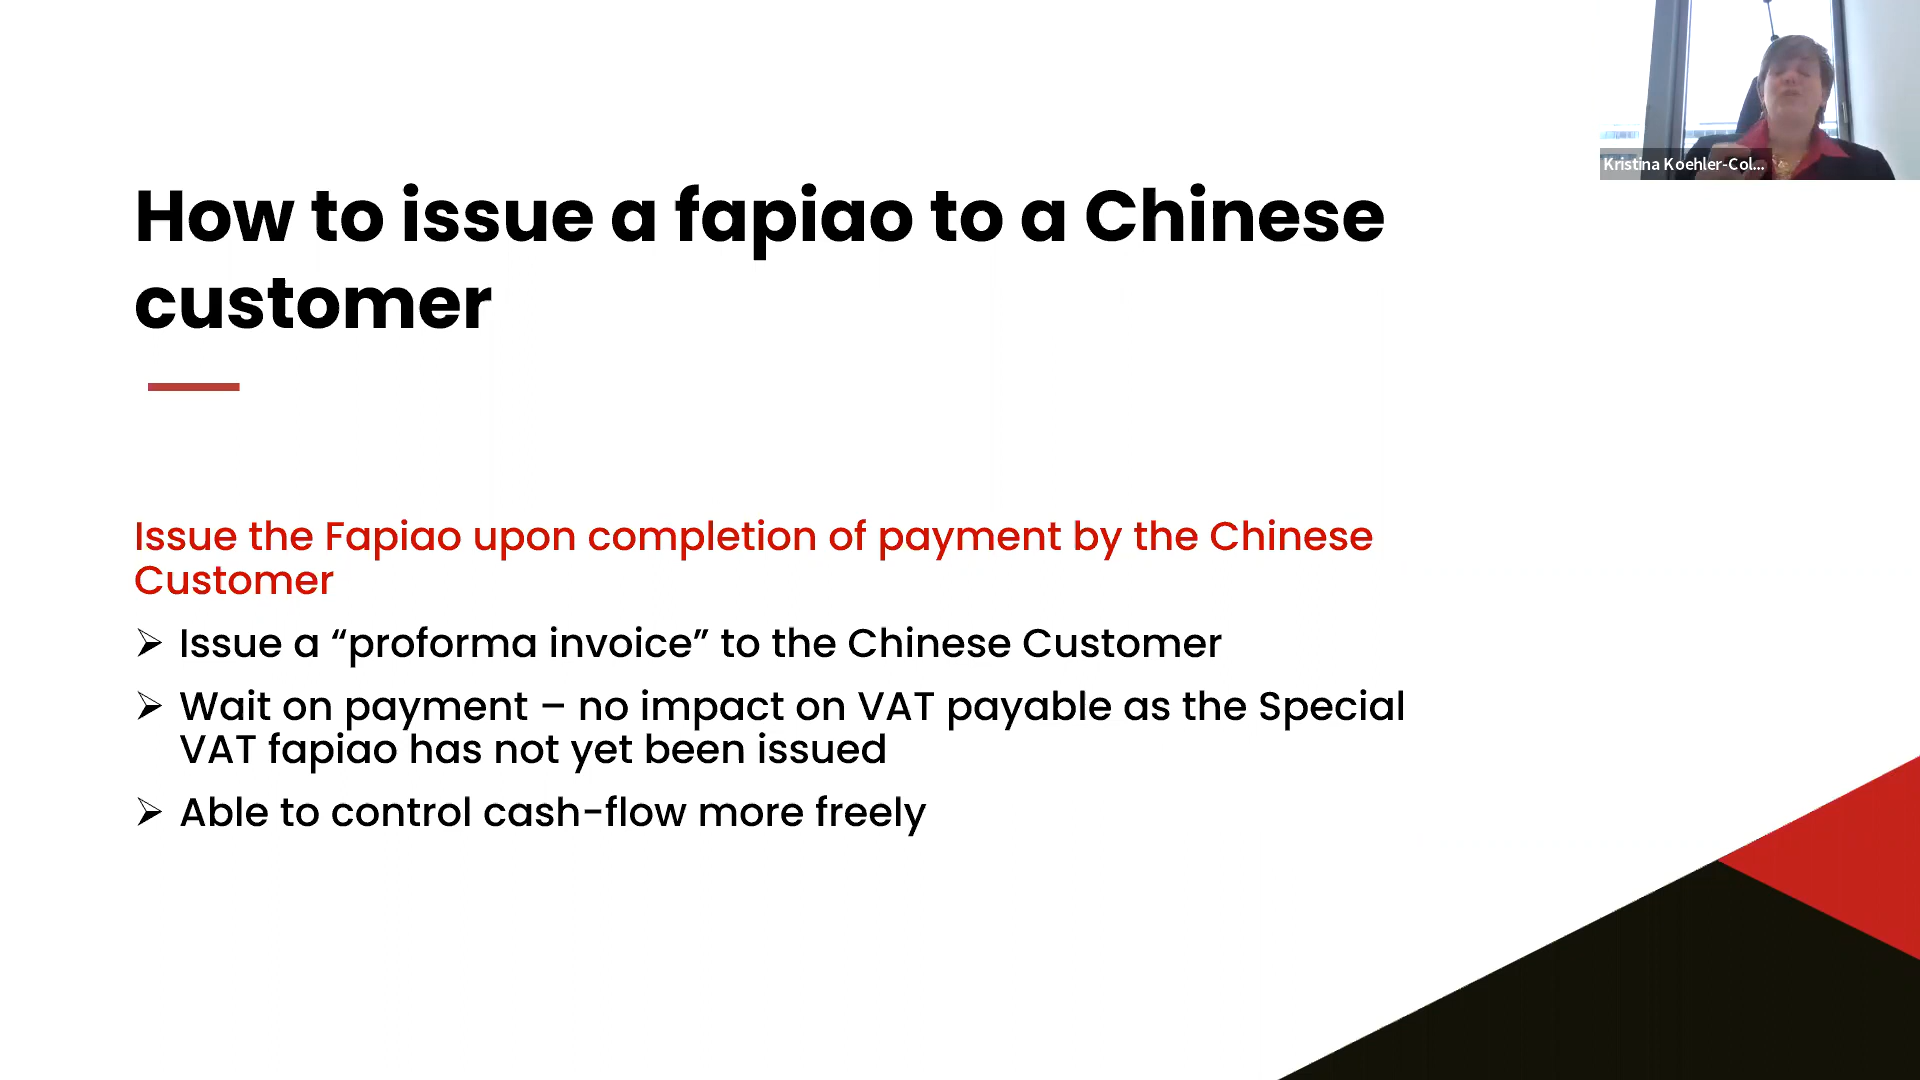 Kristina Koehler-Col...
How to issue a fapiao to a Chinese
customer
Issue the Fapiao upon completion of payment by the Chinese
Customer
➢ Issue a “proforma invoice” to the Chinese Customer
➢ Wait on payment – no impact on VAT payable as the Special
VAT fapiao has not yet been issued
➢ Able to control cash-flow more freely